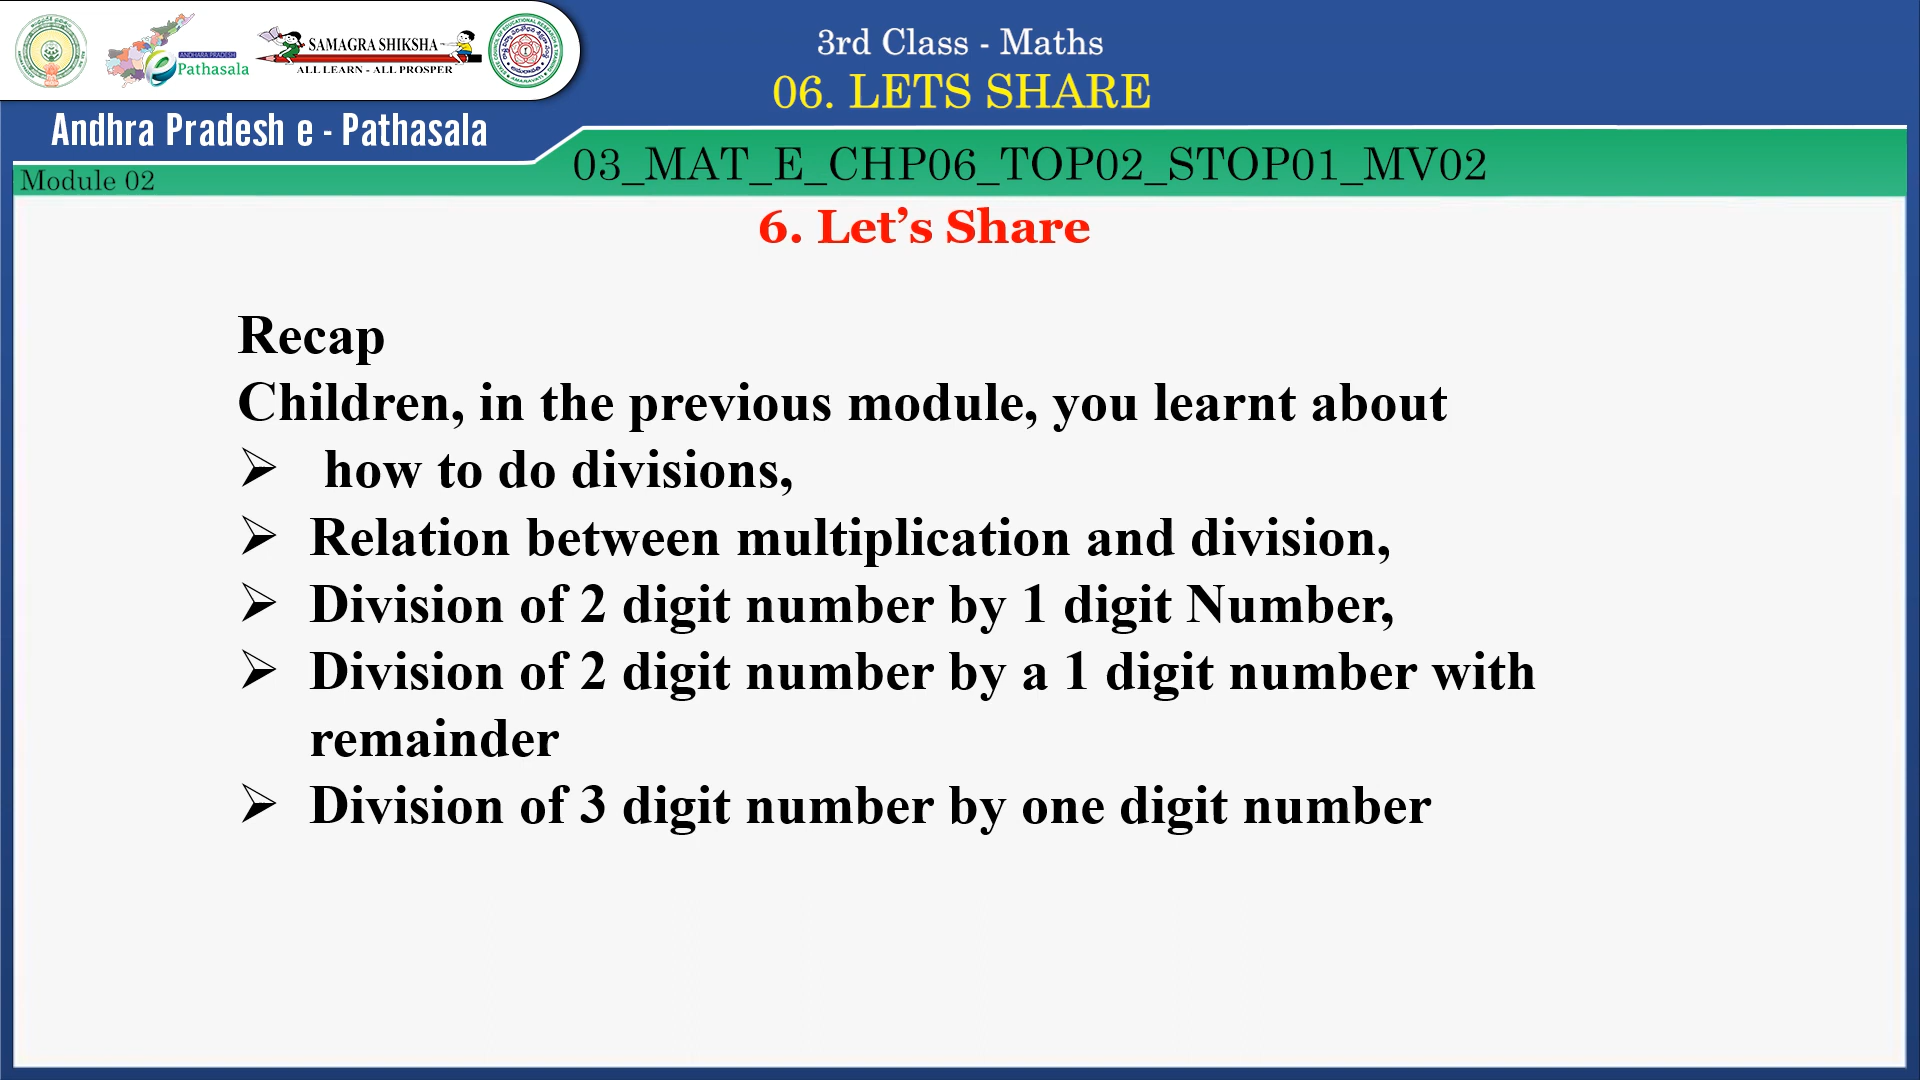 ANDHRA PRADESH
e Pathasala
SAMAGRA SHIKSHA
ALL LEARN - ALL PROSPER
Andhra Pradesh e - Pathasala
3rd Class - Maths
06. LETS SHARE
Module 02
03_MAT_E_CHP06_TOP02_STOP01_MV02
6. Let’s Share
Recap
Children, in the previous module, you learnt about
➢ how to do divisions,
➢ Relation between multiplication and division,
➢ Division of 2 digit number by 1 digit Number,
➢ Division of 2 digit number by a 1 digit number with
remainder
➢ Division of 3 digit number by one digit number